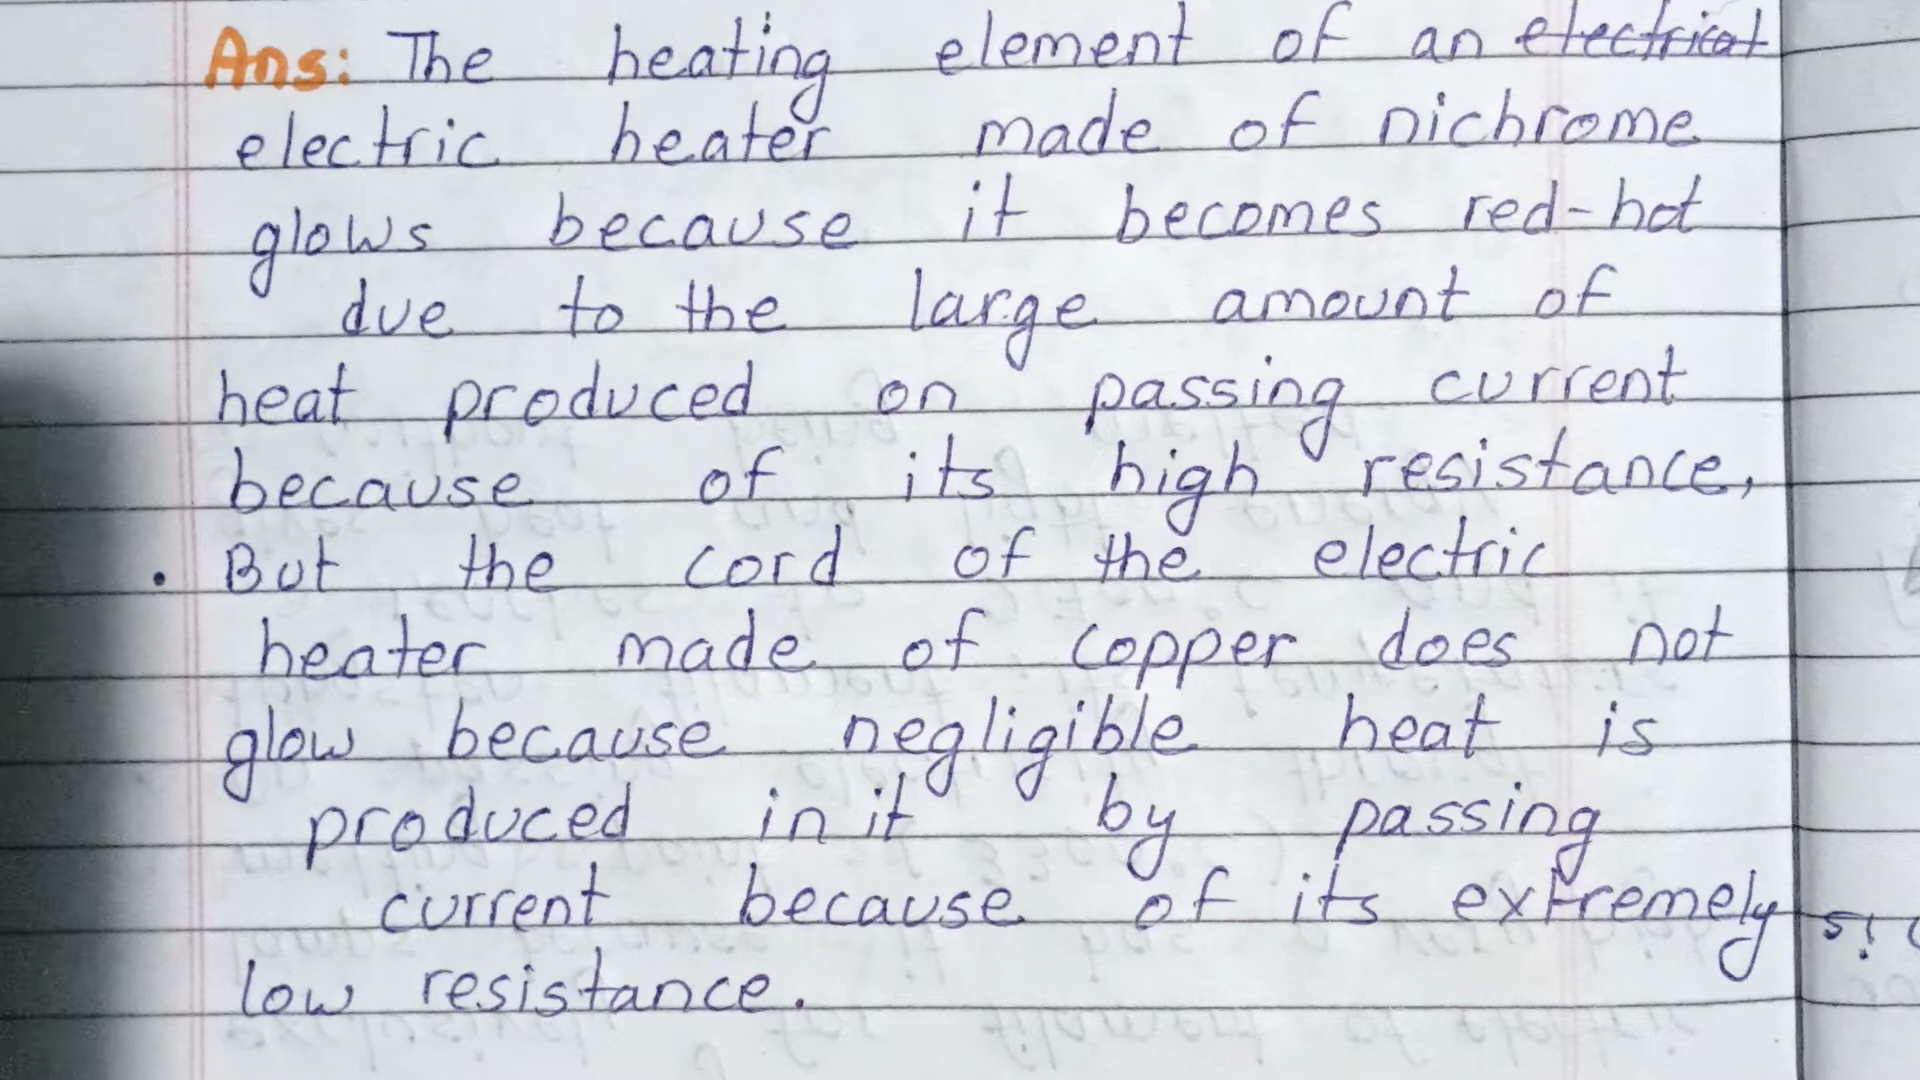 Ans: The heating element of an electrical
electric heater made of nichrome
glows because it becomes red-hot
due to the large amount of
heat produced on passing current
because of its high resistance,
. But the cord of the electric
heater made of copper does not
glow because negligible heat is
produced in it by passing
current because of its extremely
low resistance.